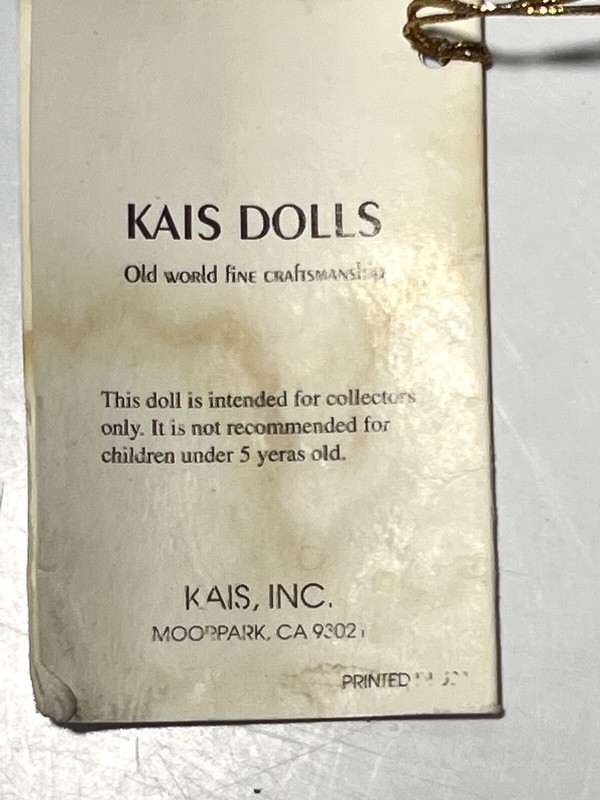 KAIS DOLLS
Old world fine craftsmanship
This doll is intended for collectors
only. It is not recommended for
children under 5 yeras old.
KAIS, INC.
MOORPARK, CA 93021
PRINTED